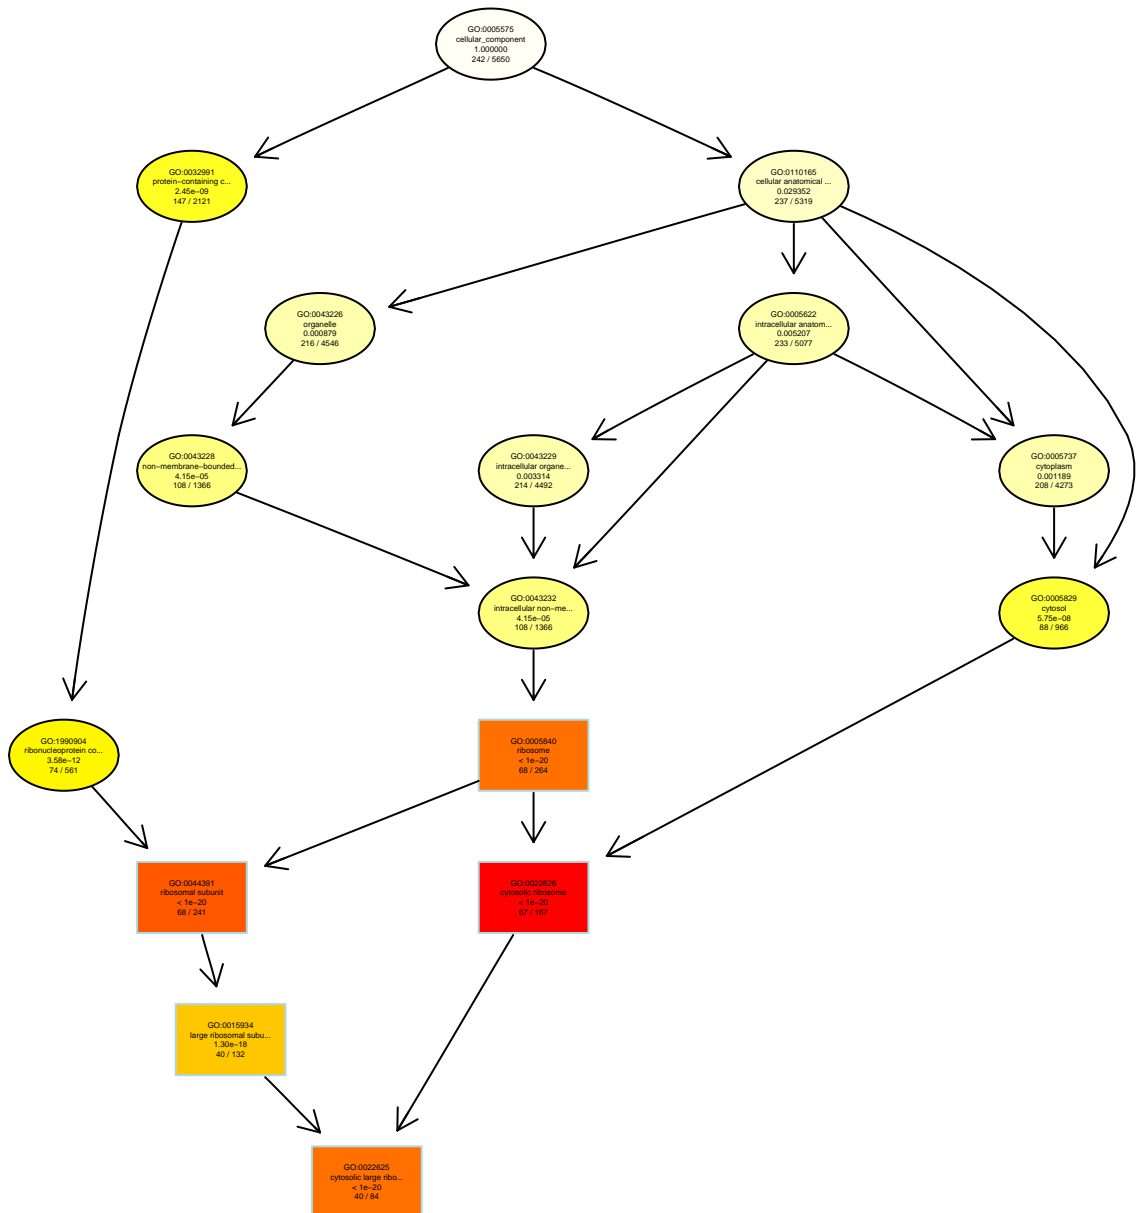 GO:0005575
cellular_component
1.000000
242 / 5650
GO:0032991
protein−containing c...
2.45e−09
147 / 2121
GO:0110165
cellular anatomical ...
0.029352
237 / 5319
GO:0043226
organelle
0.000879
216 / 4546
GO:0005622
intracellular anatom...
0.005207
233 / 5077
GO:0043228
non−membrane−bounded...
4.15e−05
108 / 1366
GO:0043229
intracellular organe...
0.003314
214 / 4492
GO:0005737
cytoplasm
0.001189
208 / 4273
GO:0043232
intracellular non−me...
4.15e−05
108 / 1366
GO:0005829
cytosol
5.75e−08
88 / 966
GO:1990904
ribonucleoprotein co...
3.58e−12
74 / 561
GO:0005840
ribosome
< 1e−20
68 / 264
GO:0044391
ribosomal subunit
< 1e−20
68 / 241
GO:0022626
cytosolic ribosome
< 1e−20
67 / 167
GO:0015934
large ribosomal subu...
1.30e−18
40 / 132
GO:0022625
cytosolic large ribo...
< 1e−20
40 / 84